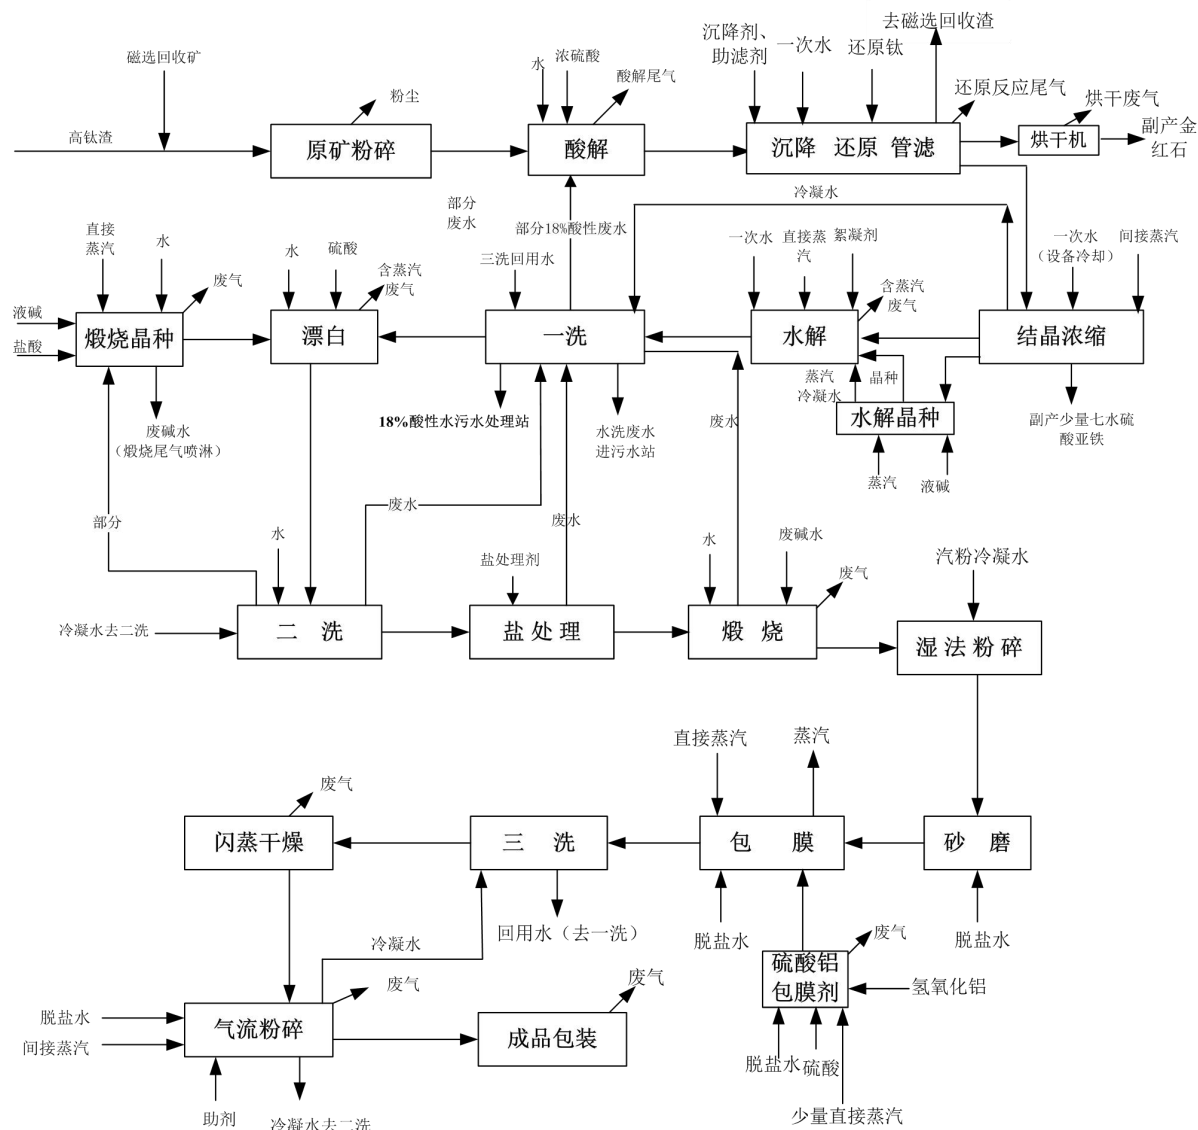 去磁选回收渣
沉降剂、
助滤剂
一次水
还原钛
磁选回收矿
浓硫酸
水
酸解尾气
粉尘
还原反应尾气
烘干废气
高钛渣
原矿粉碎
酸解
沉降 还原 管滤
烘干机
副产金
红石
冷凝水
部分
废水
部分18%酸性废水
直接
蒸汽
水
水
硫酸
含蒸汽
废气
三洗回用水
一次水
直接蒸
汽
絮凝剂
含蒸汽
废气
一次水
(设备冷却)
间接蒸汽
废气
液碱
盐酸
煅烧晶种
漂白
一洗
水解
结晶浓缩
蒸汽
冷凝水
晶种
水解晶种
废碱水
(煅烧尾气喷淋)
18%酸性水污水处理站
水洗废水
进污水站
废水
副产少量七水硫
酸亚铁
蒸汽
液碱
部分
废水
废水
水
盐处理剂
水
废碱水
废气
汽粉冷凝水
冷凝水去二洗
二 洗
盐处理
煅 烧
湿法粉碎
直接蒸汽
蒸汽
废气
闪蒸干燥
三 洗
包 膜
砂 磨
回用水（去一洗）
脱盐水
脱盐水
冷凝水
废气
硫酸铝
包膜剂
氢氧化铝
废气
废气
脱盐水
间接蒸汽
气流粉碎
成品包装
脱盐水
硫酸
少量直接蒸汽
助剂
冷凝水去二洗